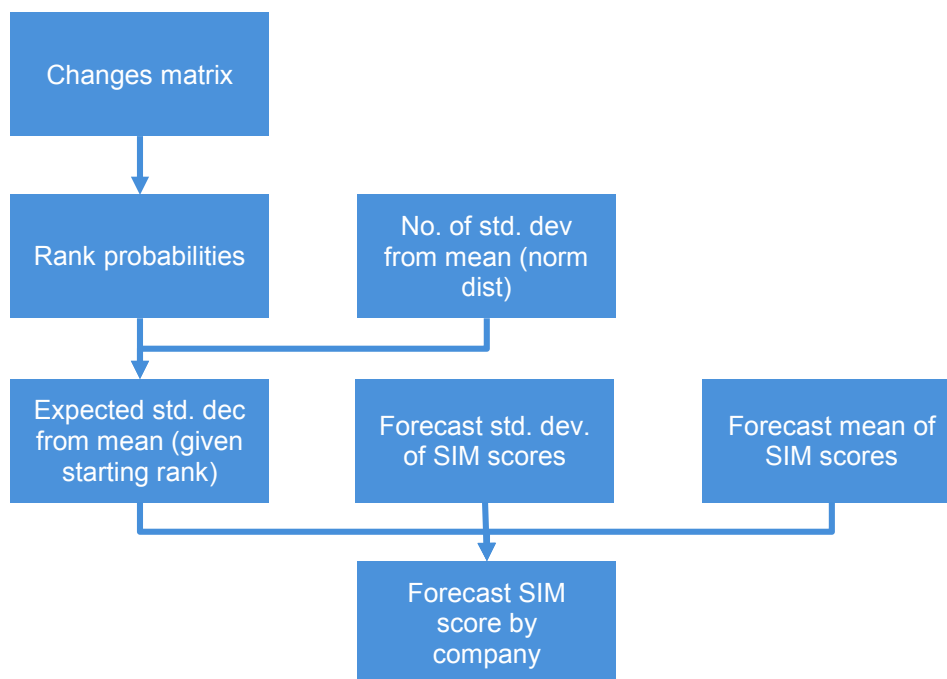 Changes matrix
Rank probabilities
No. of std. dev
from mean (norm
dist)
Expected std. dec
from mean (given
starting rank)
Forecast std. dev.
of SIM scores
Forecast mean of
SIM scores
Forecast SIM
score by
company